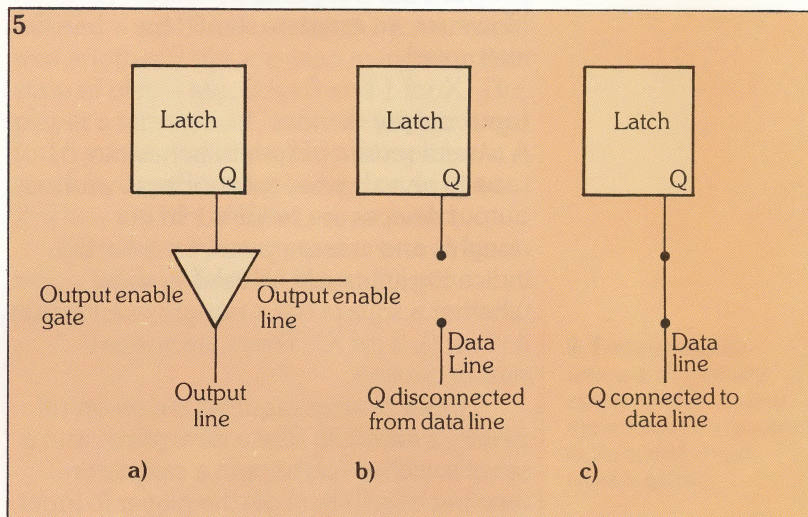 5
Latch
Q
Output enable
gate
Output enable
line
Output
line
a)
Latch
Q
Data
Line
Q disconnected
from data line
b)
Latch
Q
Data
line
Q connected to
data line
c)